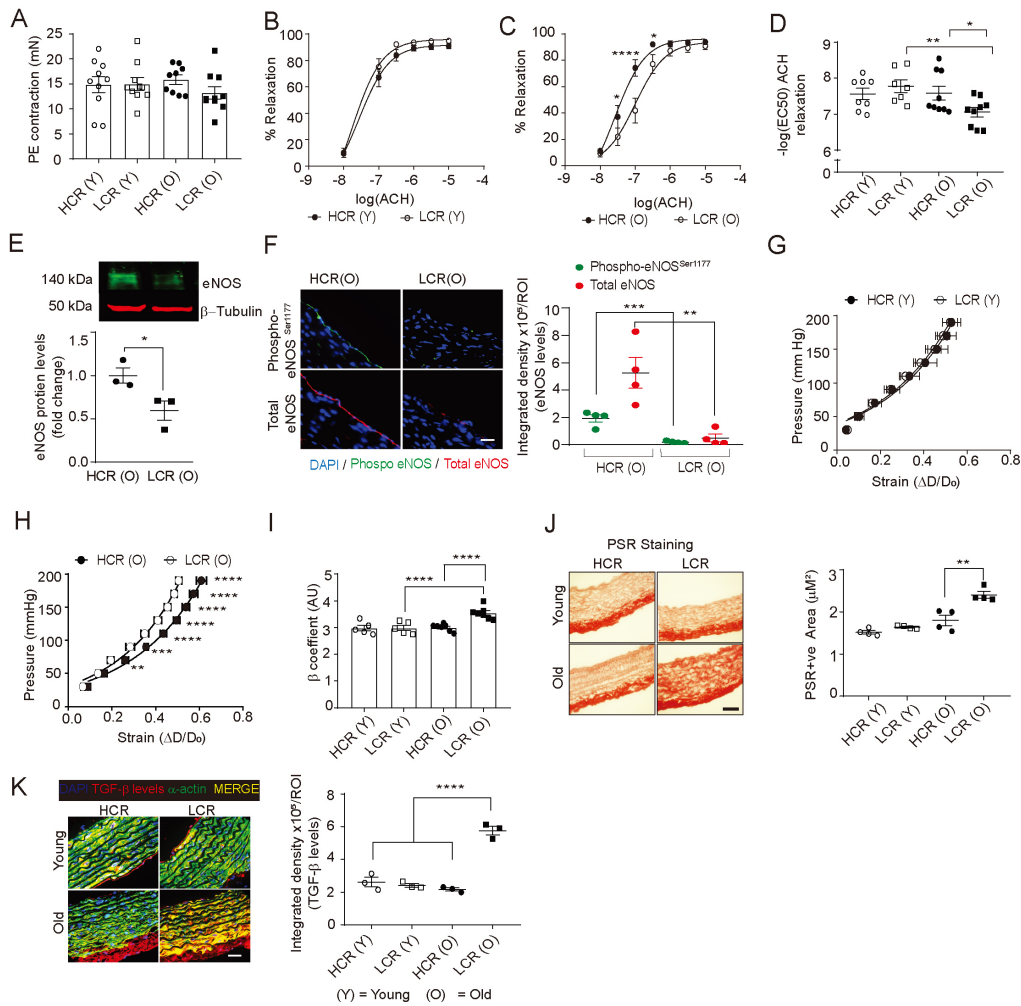 A
PE contraction (mN)
25
20
15
10
5
0
HCR (Y)
LCR (Y)
HCR (O)
LCR (O)
B
% Relaxation
100
80
60
40
20
0
-9 -8 -7 -6 -5 -4
log(ACH)
HCR (Y) LCR (Y)
C
% Relaxation
100
80
60
40
20
0
* **** *
-9 -8 -7 -6 -5 -4
log(ACH)
HCR (O) LCR (O)
D
-log(EC50) ACH
relaxation
9
8
7
2
0
** *
HCR (Y)
LCR (Y)
HCR (O)
LCR (O)
E
140 kDa eNOS
50 kDa β–Tubulin
eNOS protien levels
(fold change)
1.5
1.0
0.5
0.0
*
HCR (O) LCR (O)
F
HCR(O) LCR(O)
Phospho-
eNOS Ser1177
Total
eNOS
DAPI / Phospo eNOS/ Total eNOS
Phospho-eNOSSer1177
Total eNOS
Integrated density x10⁵/ROI
(eNOS levels)
10
8
6
4
2
0
*** **
HCR (O) LCR (O)
G
HCR (Y) LCR (Y)
Pressure (mm Hg)
200
150
100
50
0
0.0 0.2 0.4 0.6 0.8
Strain (ΔD/D₀)
H
HCR (O) LCR (O)
Pressure (mmHg)
200
150
100
50
0
****
****
****
****
***
**
0.0 0.2 0.4 0.6 0.8
Strain (ΔD/D₀)
I
β coeffient (AU)
5
4
3
2
1
0
**** ****
HCR (Y)
LCR (Y)
HCR (O)
LCR (O)
J
PSR Staining
HCR LCR
Young
Old
PSR+ve Area (µM²)
4
3
2
1
0
**
HCR (Y)
LCR (Y)
HCR (O)
LCR (O)
K
DAPI TGF-β levels α-actin MERGE
HCR LCR
Young
Old
Integrated density x10⁵/ROI
(TGF-β levels)
8
6
4
2
0
****
HCR (Y)
LCR (Y)
HCR (O)
LCR (O)
(Y) = Young (O) = Old